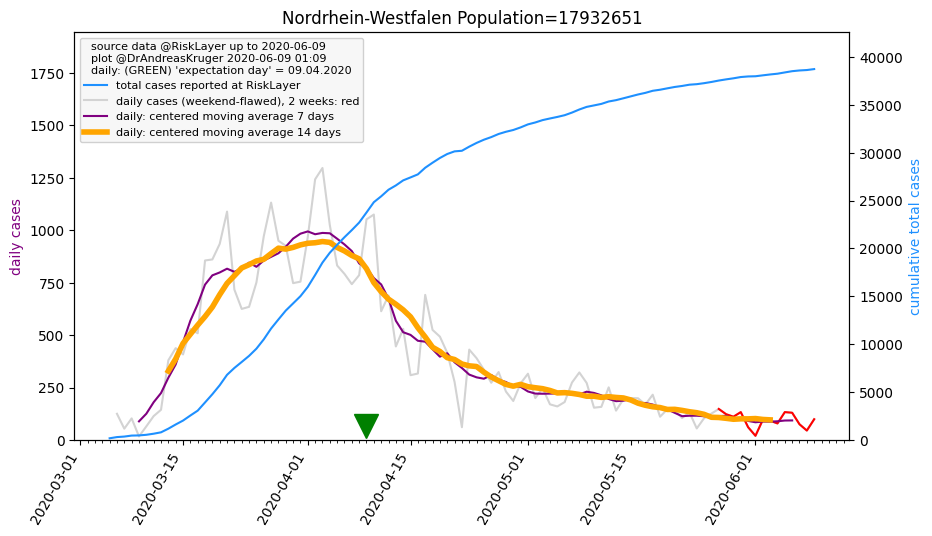 Nordrhein-Westfalen Population=17932651
source data @RiskLayer up to 2020-06-09
plot @DrAndreasKruger 2020-06-09 01:09
daily: (GREEN) 'expectation day' = 09.04.2020
total cases reported at RiskLayer
daily cases (weekend-flawed), 2 weeks: red
daily: centered moving average 7 days
daily: centered moving average 14 days
daily cases
1750
1500
1250
1000
750
500
250
0
40000
35000
30000
25000
20000
15000
10000
5000
0
cumulative total cases
2020-03-01
2020-03-15
2020-04-01
2020-04-15
2020-05-01
2020-05-15
2020-06-01